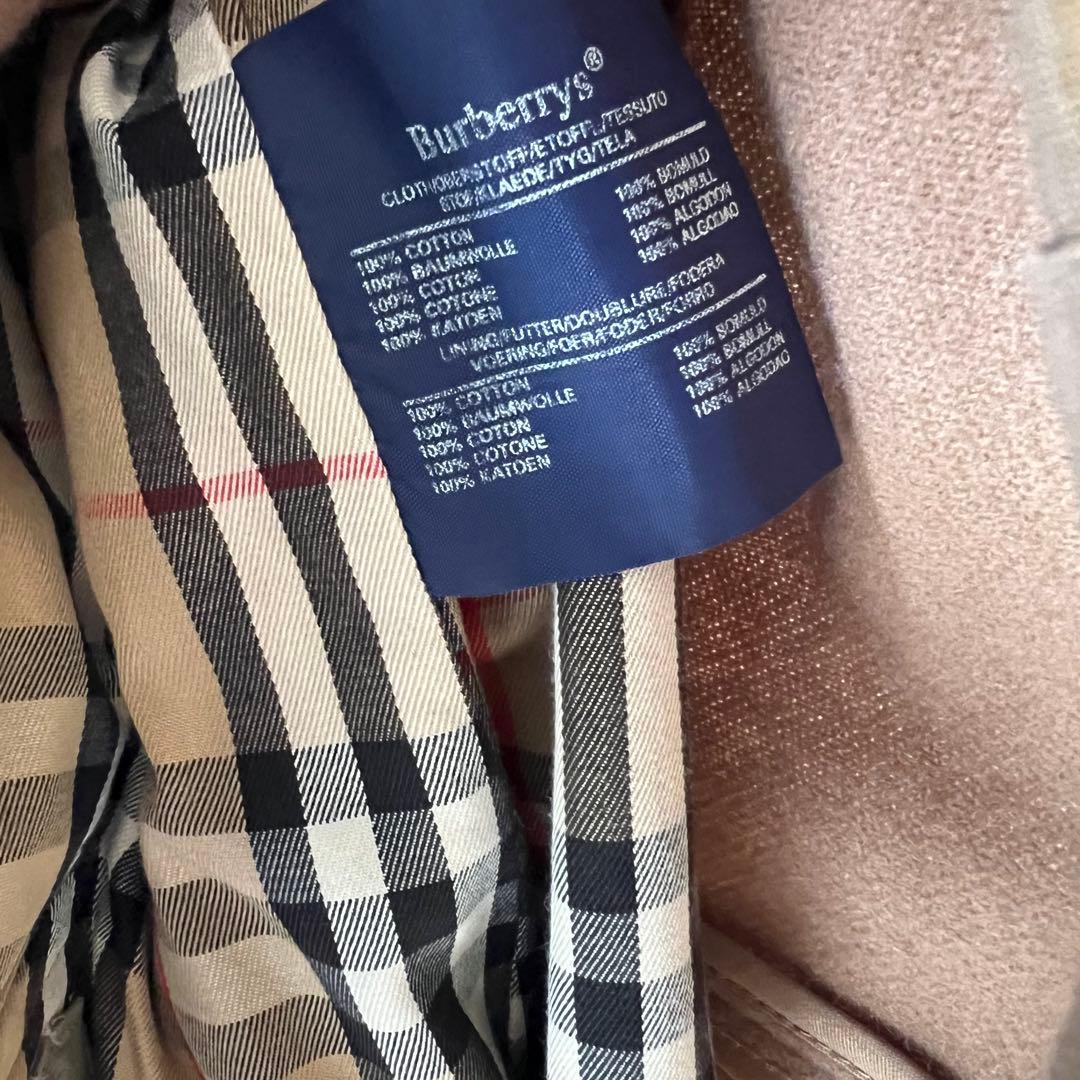 Burberrys®
CLOTH/OBERSTOFF/ETOFFE/TESSUTO
STOF/KLAEDE/TYG/TELA
100% COTTON
100% BAUMWOLLE
100% COTON
100% COTONE
100% KATOEN
100% BOMULD
100% BOMULL
100% ALGODON
100% ALGODAO
LINING/FUTTER/DOUBLURE/FODERA
VOERING/FOER/FODER/FORRO
100% COTTON
100% BAUMWOLLE
100% COTON
100% COTONE
100% KATOEN
100% BOMULD
100% BOMULL
100% ALGODON
100% ALGODAO